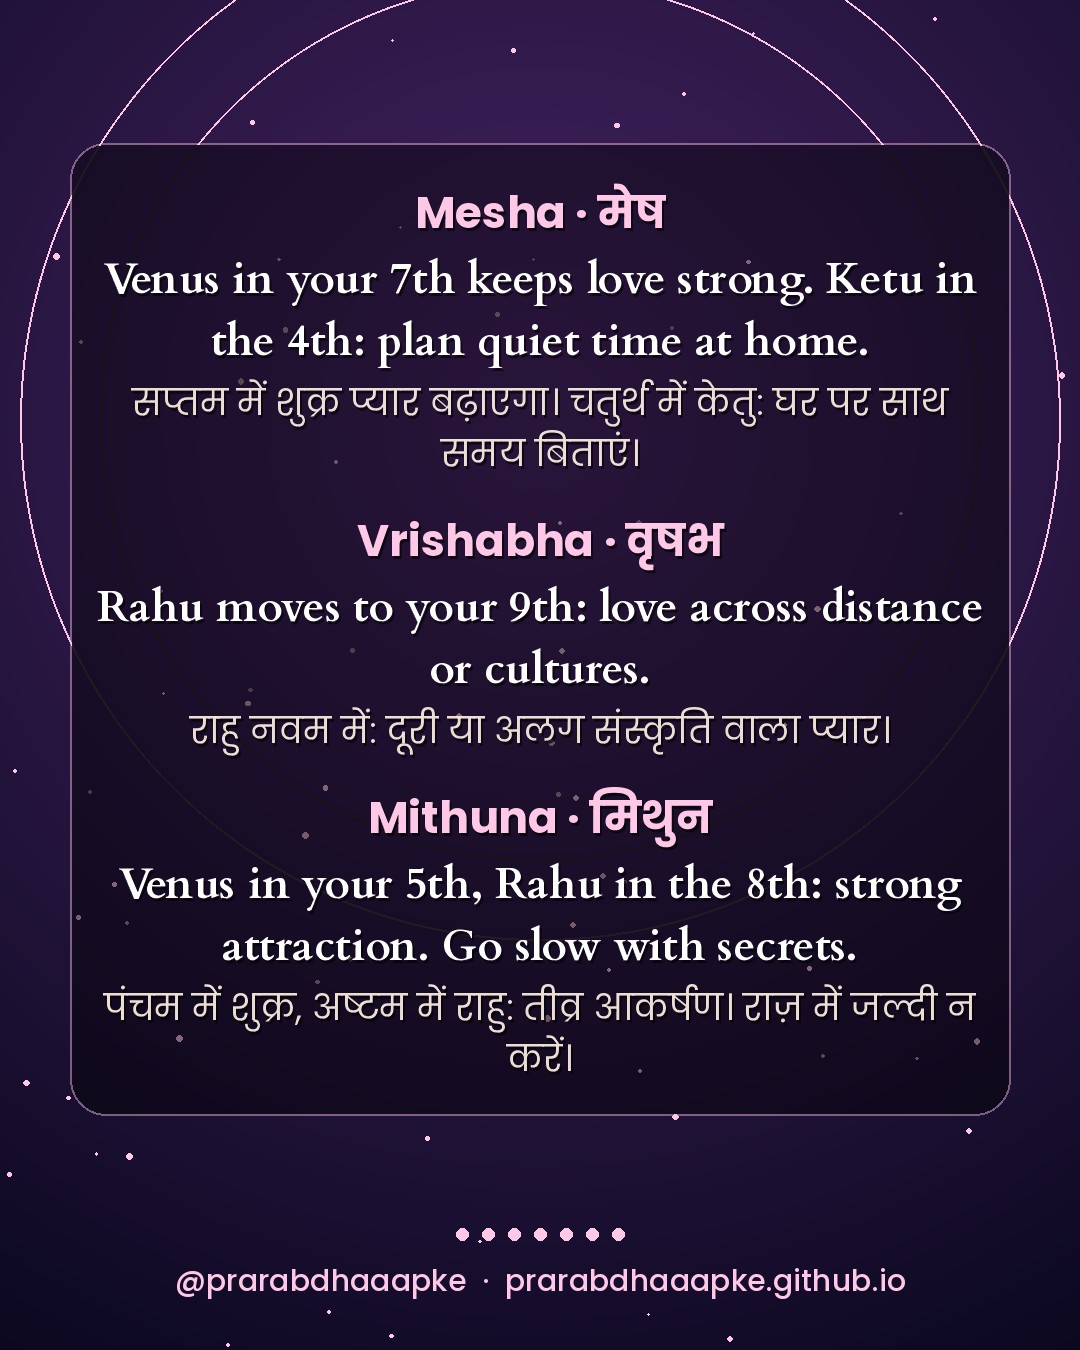 Mesha · मेष
Venus in your 7th keeps love strong. Ketu in
the 4th: plan quiet time at home.
सप्तम में शुक्र प्यार बढ़ाएगा। चतुर्थ में केतु: घर पर साथ
समय बिताएं।
Vrishabha · वृषभ
Rahu moves to your 9th: love across distance
or cultures.
राहु नवम में: दूरी या अलग संस्कृति वाला प्यार।
Mithuna · मिथुन
Venus in your 5th, Rahu in the 8th: strong
attraction. Go slow with secrets.
पंचम में शुक्र, अष्टम में राहु: तीव्र आकर्षण। राज़ में जल्दी न
करें।
@prarabdhaaapke · prarabdhaaapke.github.io